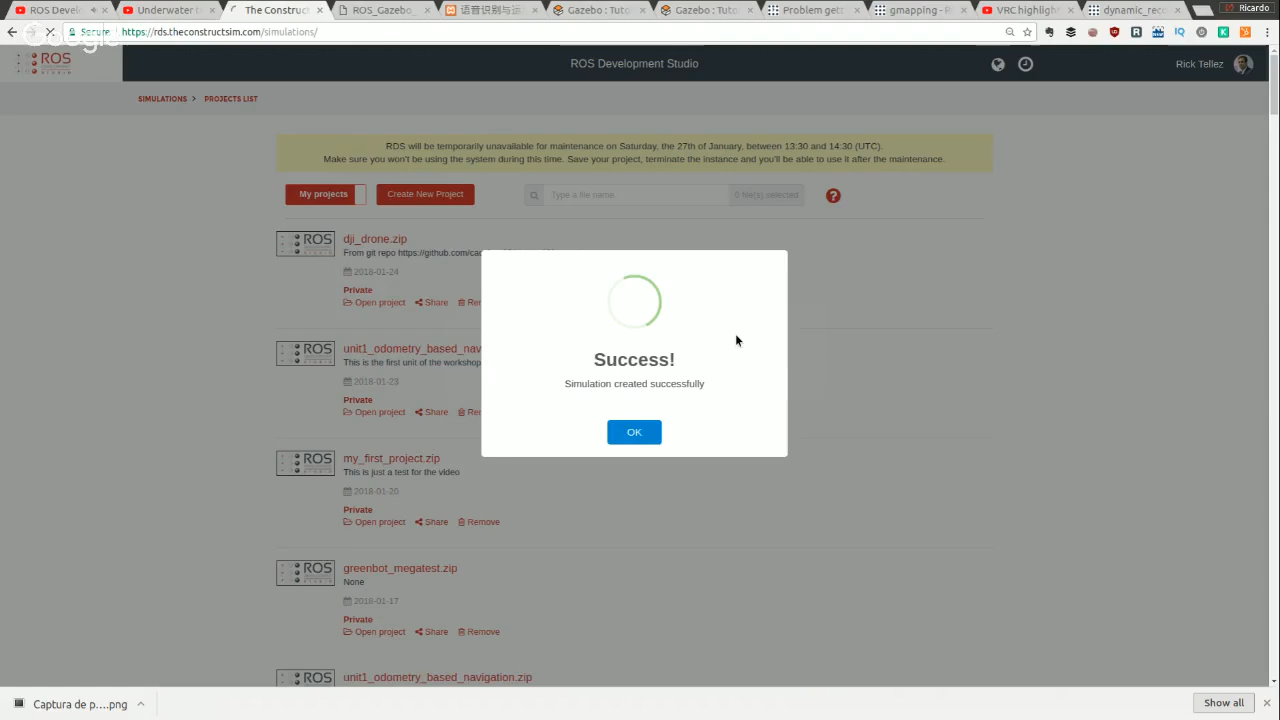 ROS Develo
Underwater t
The Construct
ROS_Gazebo_
语音识别与运
Gazebo : Tuto
Gazebo : Tuto
Problem gett
gmapping - R
VRC highligh
dynamic_reco
Ricardo
Google
Secure
https://rds.theconstructsim.com/simulations/
ROS
ROS Development Studio
Rick Tellez
SIMULATIONS > PROJECTS LIST
RDS will be temporarily unavailable for maintenance on Saturday, the 27th of January, between 13:30 and 14:30 (UTC).
Make sure you won't be using the system during this time. Save your project, terminate the instance and you'll be able to use it after the maintenance.
My projects
Create New Project
Type a file name
0 file(s) selected
?
ROS
dji_drone.zip
From git repo https://github.com/ca
2018-01-24
Private
Open project
Share
Re
ROS
unit1_odometry_based_nav
This is the first unit of the workshop
2018-01-23
Private
Open project
Share
Re
Success!
Simulation created successfully
OK
ROS
my_first_project.zip
This is just a test for the video
2018-01-20
Private
Open project
Share
Remove
ROS
greenbot_megatest.zip
None
2018-01-17
Private
Open project
Share
Remove
ROS
unit1_odometry_based_navigation.zip
Captura de p....png
Show all